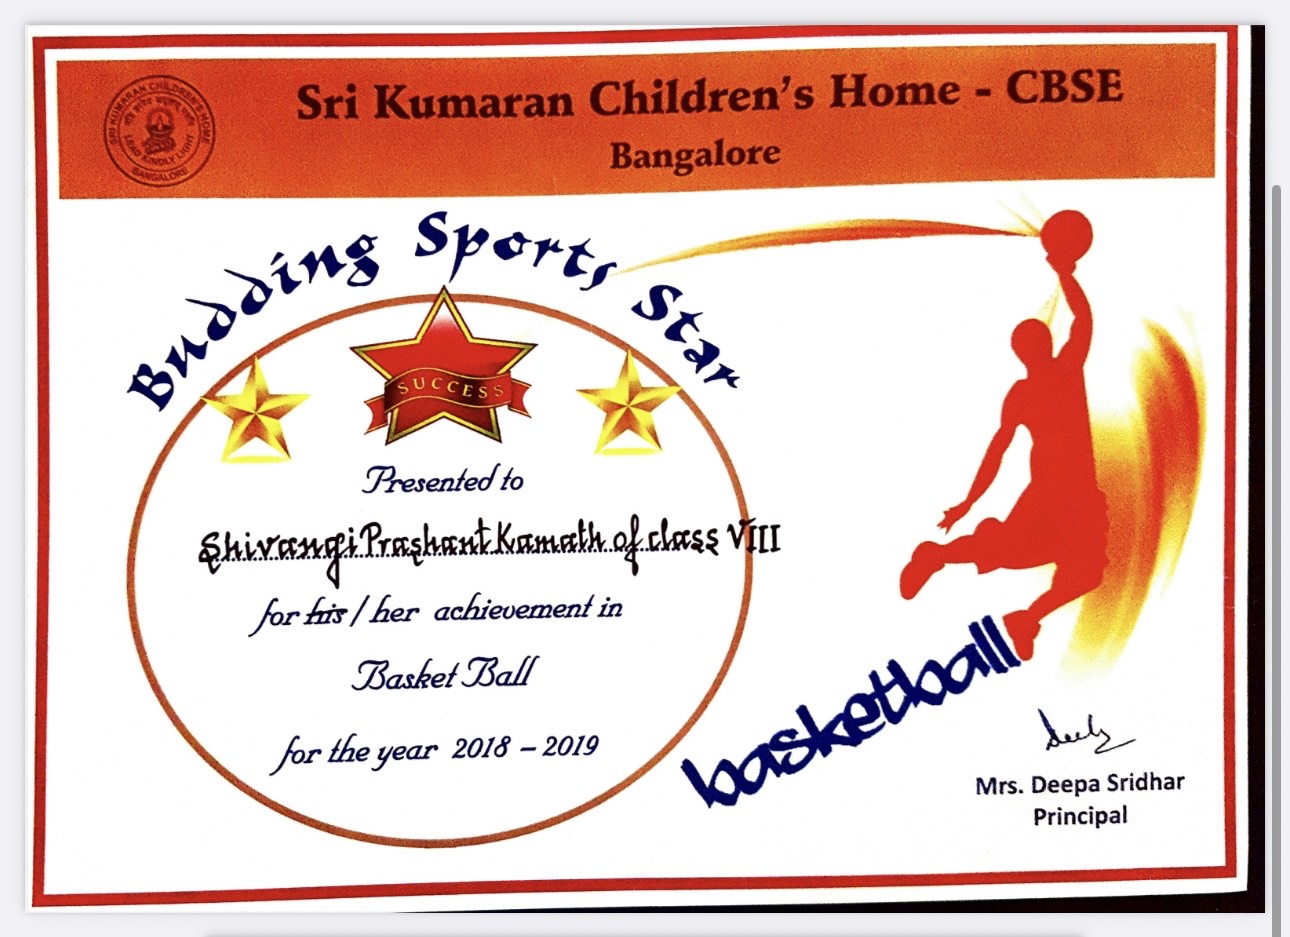 Sri Kumaran Children's Home - CBSE
Bangalore
SRI KUMARAN CHILDREN'S HOME
LEAD KINDLY LIGHT
BANGALORE
Budding Sports Star
SUCCESS
Presented to
Shivangi Prashant Kamath of class VIII
for his / her achievement in
Basket Ball
for the year 2018 – 2019
basketball
Deepa
Mrs. Deepa Sridhar
Principal